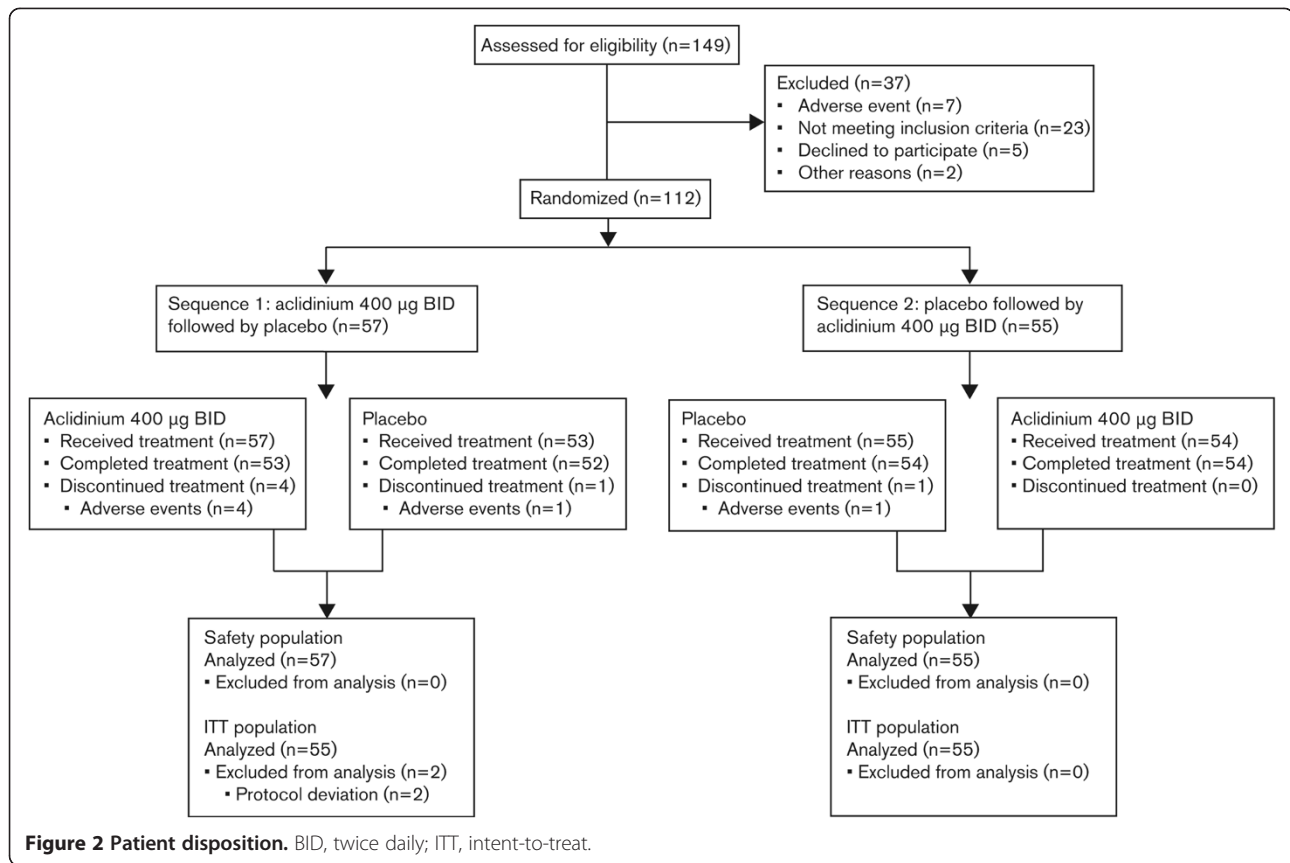 Assessed for eligibility (n=149)
Excluded (n=37)
▪ Adverse event (n=7)
▪ Not meeting inclusion criteria (n=23)
▪ Declined to participate (n=5)
▪ Other reasons (n=2)
Randomized (n=112)
Sequence 1: aclidinium 400 µg BID
followed by placebo (n=57)
Sequence 2: placebo followed by
aclidinium 400 µg BID (n=55)
Aclidinium 400 µg BID
▪ Received treatment (n=57)
▪ Completed treatment (n=53)
▪ Discontinued treatment (n=4)
▪ Adverse events (n=4)
Placebo
▪ Received treatment (n=53)
▪ Completed treatment (n=52)
▪ Discontinued treatment (n=1)
▪ Adverse events (n=1)
Placebo
▪ Received treatment (n=55)
▪ Completed treatment (n=54)
▪ Discontinued treatment (n=1)
▪ Adverse events (n=1)
Aclidinium 400 µg BID
▪ Received treatment (n=54)
▪ Completed treatment (n=54)
▪ Discontinued treatment (n=0)
Safety population
Analyzed (n=57)
▪ Excluded from analysis (n=0)
ITT population
Analyzed (n=55)
▪ Excluded from analysis (n=2)
▪ Protocol deviation (n=2)
Safety population
Analyzed (n=55)
▪ Excluded from analysis (n=0)
ITT population
Analyzed (n=55)
▪ Excluded from analysis (n=0)
Figure 2 Patient disposition. BID, twice daily; ITT, intent-to-treat.